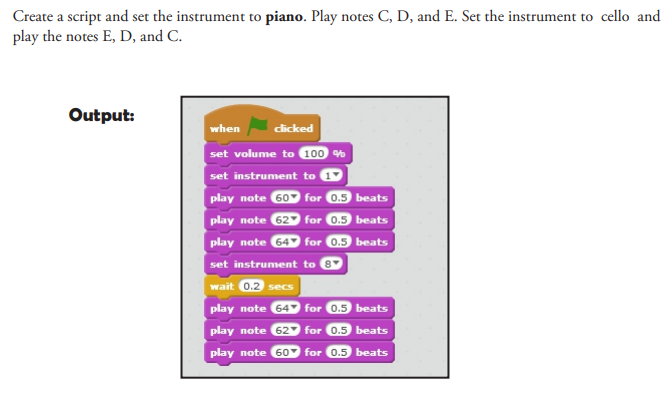 Create a script and set the instrument to piano. Play notes C, D, and E. Set the instrument to cello and
play the notes E, D, and C.
Output:
when clicked
set volume to 100 %
set instrument to 1
play note 60 for 0.5 beats
play note 62 for 0.5 beats
play note 64 for 0.5 beats
set instrument to 8
wait 0.2 secs
play note 64 for 0.5 beats
play note 62 for 0.5 beats
play note 60 for 0.5 beats